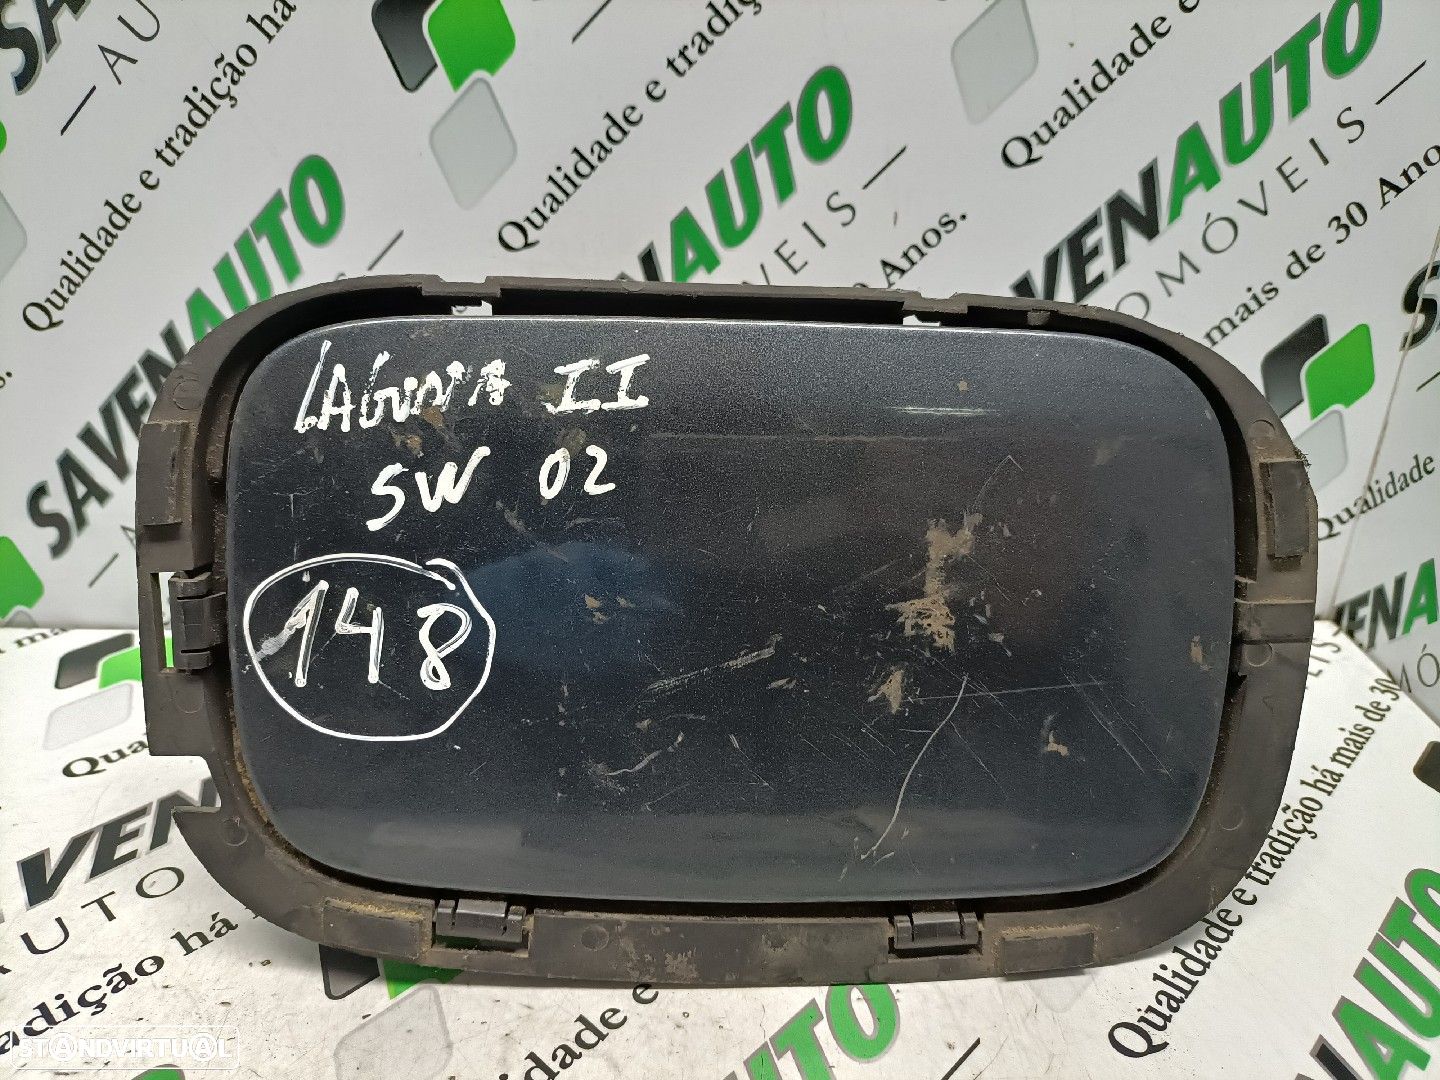 LAGUNA II
SW 02
148
SAVENAUTO
AUTOMÓVEIS
Qualidade e tradição há mais de 30 Anos.
STANDVIRTUAL